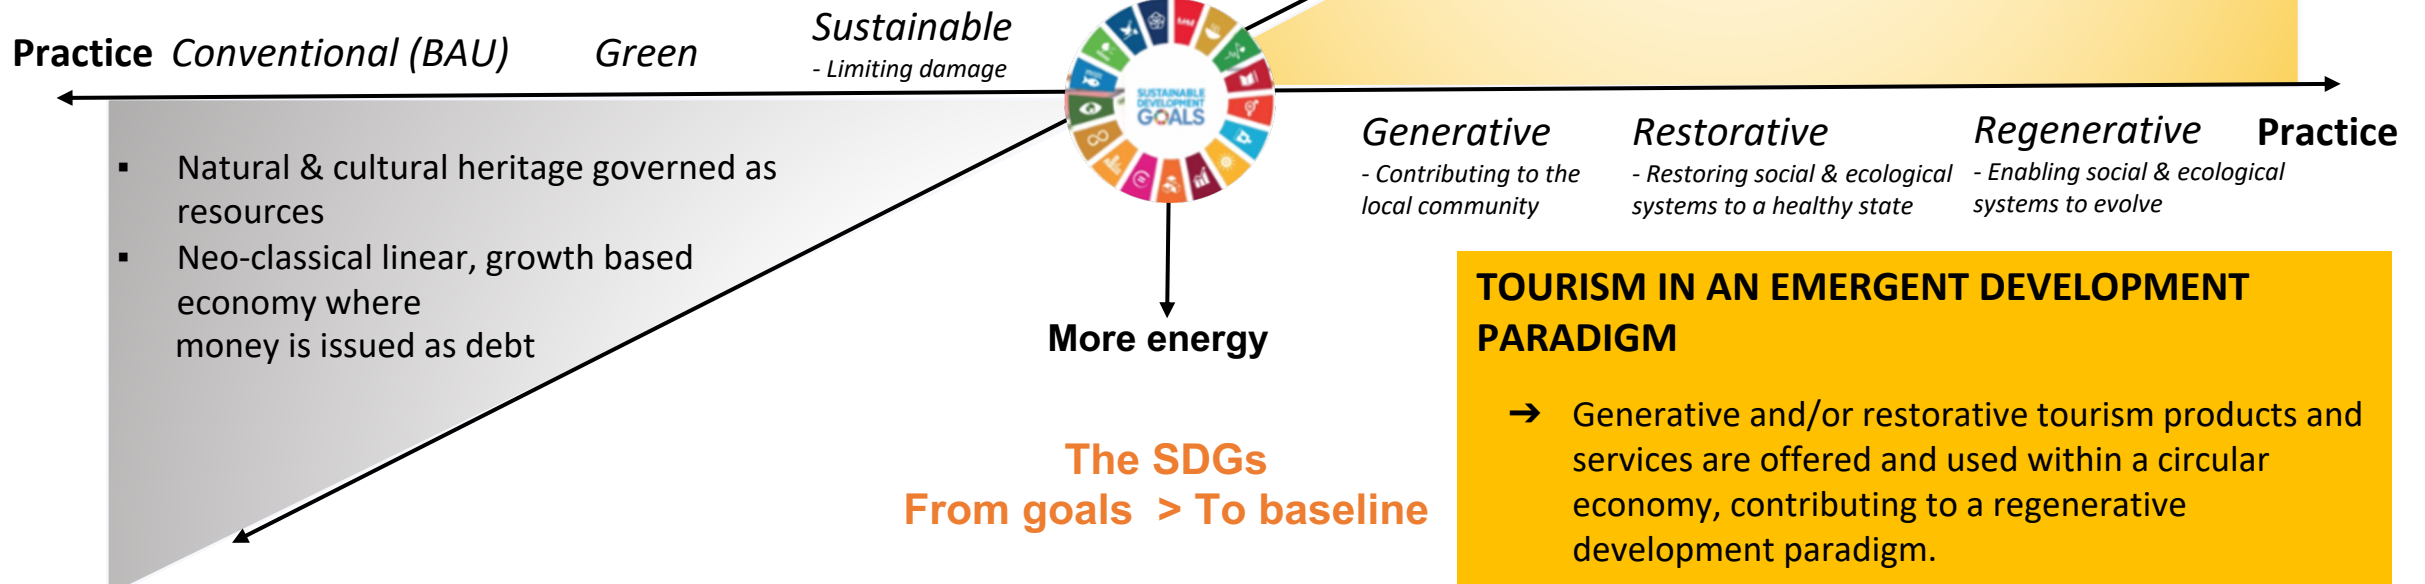 Practice Conventional (BAU) Green Sustainable
- Limiting damage
SUSTAINABLE
DEVELOPMENT
GOALS
Generative
- Contributing to the
local community
Restorative
- Restoring social & ecological
systems to a healthy state
Regenerative
- Enabling social & ecological
systems to evolve
Practice
▪ Natural & cultural heritage governed as
resources
▪ Neo-classical linear, growth based
economy where
money is issued as debt
More energy
The SDGs
From goals > To baseline
TOURISM IN AN EMERGENT DEVELOPMENT
PARADIGM
➔ Generative and/or restorative tourism products and
services are offered and used within a circular
economy, contributing to a regenerative
development paradigm.